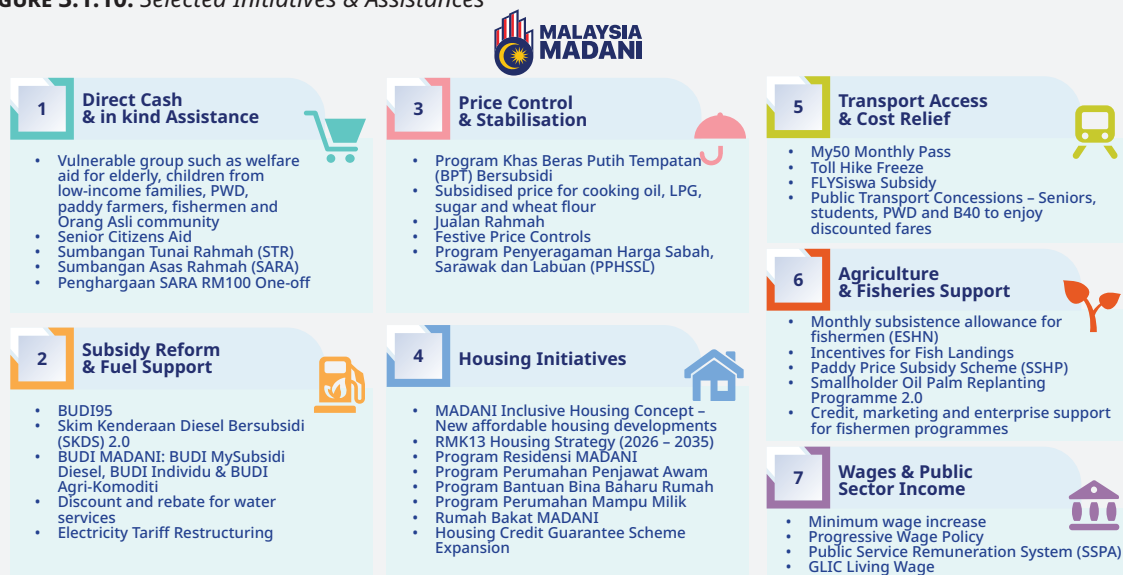 FIGURE 3.1.10: Selected Initiatives & Assistances
MALAYSIA
MADANI
1
Direct Cash
& in kind Assistance
• Vulnerable group such as welfare
aid for elderly, children from
low-income families, PWD,
paddy farmers, fishermen and
Orang Asli community
• Senior Citizens Aid
• Sumbangan Tunai Rahmah (STR)
• Sumbangan Asas Rahmah (SARA)
• Penghargaan SARA RM100 One-off
2
Subsidy Reform
& Fuel Support
• BUDI95
• Skim Kenderaan Diesel Bersubsidi
(SKDS) 2.0
• BUDI MADANI: BUDI MySubsidi
Diesel, BUDI Individu & BUDI
Agri-Komoditi
• Discount and rebate for water
services
• Electricity Tariff Restructuring
3
Price Control
& Stabilisation
• Program Khas Beras Putih Tempatan
(BPT) Bersubsidi
• Subsidised price for cooking oil, LPG,
sugar and wheat flour
• Jualan Rahmah
• Festive Price Controls
• Program Penyeragaman Harga Sabah,
Sarawak dan Labuan (PPHSSL)
4
Housing Initiatives
• MADANI Inclusive Housing Concept –
New affordable housing developments
• RMK13 Housing Strategy (2026 – 2035)
• Program Residensi MADANI
• Program Perumahan Penjawat Awam
• Program Bantuan Bina Baharu Rumah
• Program Perumahan Mampu Milik
• Rumah Bakat MADANI
• Housing Credit Guarantee Scheme
Expansion
5
Transport Access
& Cost Relief
• My50 Monthly Pass
• Toll Hike Freeze
• FLYSiswa Subsidy
• Public Transport Concessions – Seniors,
students, PWD and B40 to enjoy
discounted fares
6
Agriculture
& Fisheries Support
• Monthly subsistence allowance for
fishermen (ESHN)
• Incentives for Fish Landings
• Paddy Price Subsidy Scheme (SSHP)
• Smallholder Oil Palm Replanting
Programme 2.0
• Credit, marketing and enterprise support
for fishermen programmes
7
Wages & Public
Sector Income
• Minimum wage increase
• Progressive Wage Policy
• Public Service Remuneration System (SSPA)
• GLIC Living Wage